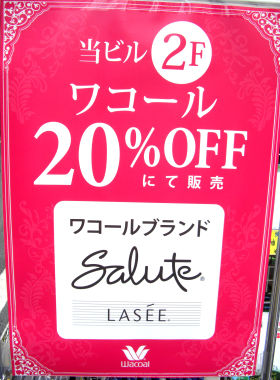 当ビル 2F
ワコール
20%OFF
にて販売
ワコールブランド
Salute®
LASÉE.
Wacoal